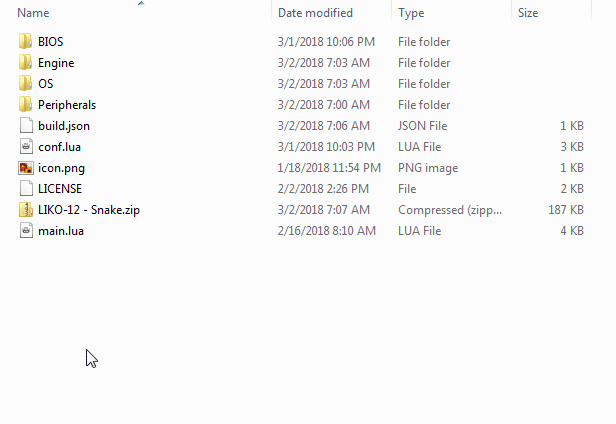 Name Date modified Type Size
BIOS 3/1/2018 10:06 PM File folder
Engine 3/2/2018 7:03 AM File folder
OS 3/2/2018 7:03 AM File folder
Peripherals 3/2/2018 7:00 AM File folder
build.json 3/2/2018 7:06 AM JSON File 1 KB
conf.lua 3/1/2018 10:03 PM LUA File 3 KB
icon.png 1/18/2018 11:54 PM PNG image 1 KB
LICENSE 2/2/2018 2:26 PM File 2 KB
LIKO-12 - Snake.zip 3/2/2018 7:07 AM Compressed (zipp... 187 KB
main.lua 2/16/2018 8:10 AM LUA File 4 KB